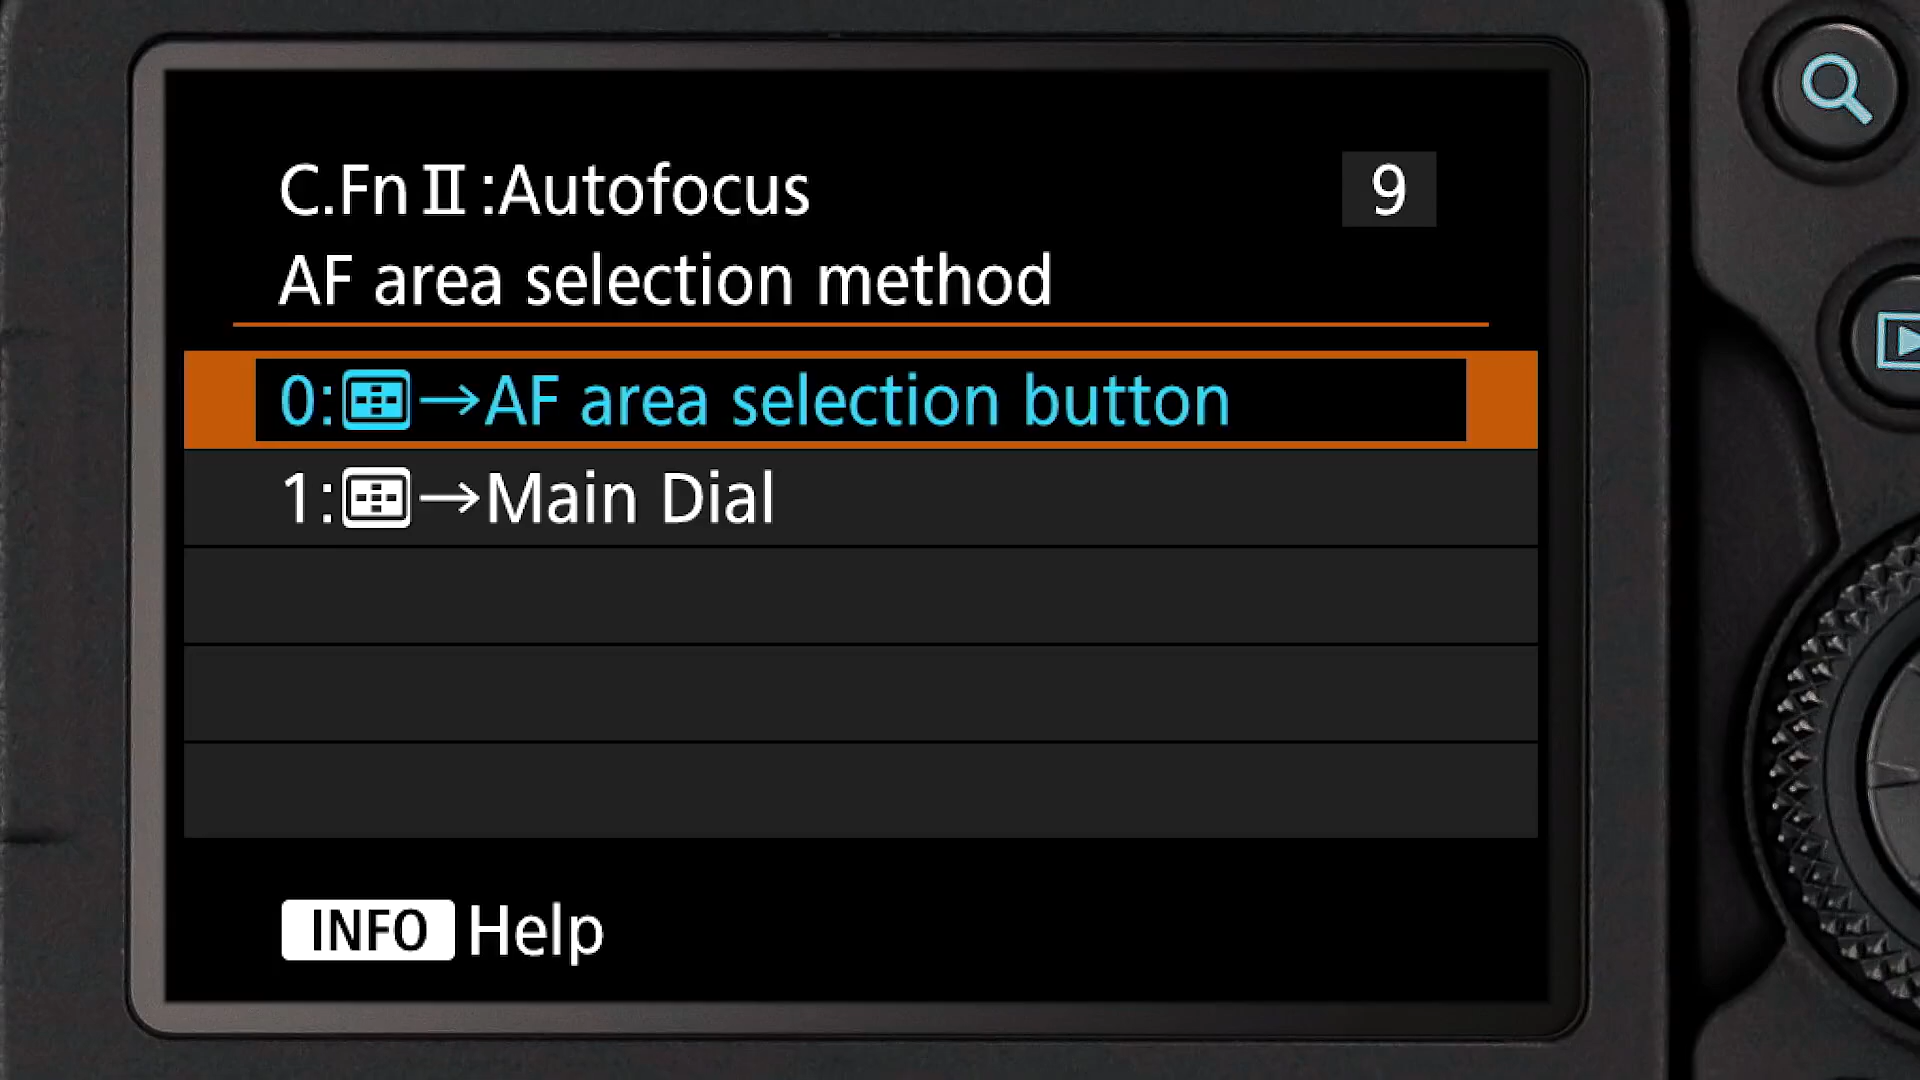 C.Fn II :Autofocus 9
AF area selection method
0: →AF area selection button
1: →Main Dial
INFO Help